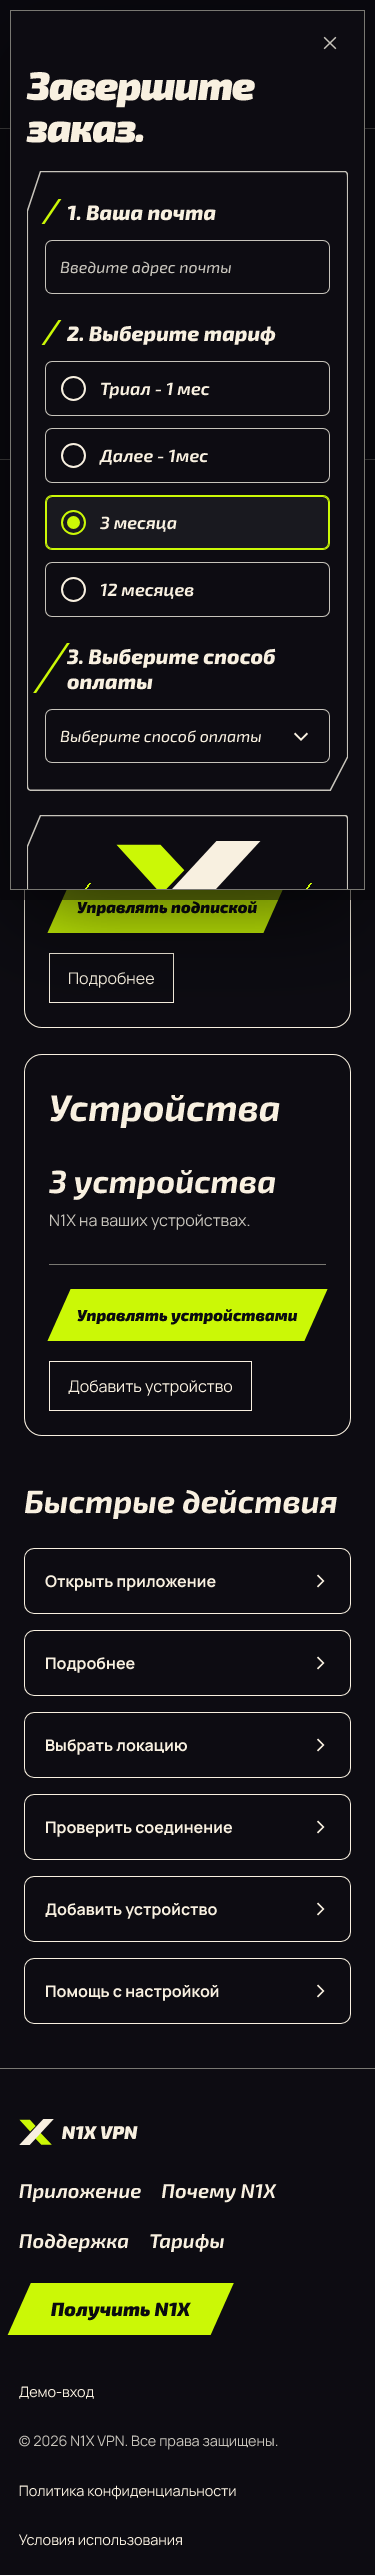 Завершите
заказ.
1. Ваша почта
Введите адрес почты
2. Выберите тариф
Триал - 1 мес
Далее - 1мес
3 месяца
12 месяцев
3. Выберите способ
оплаты
Выберите способ оплаты
Управлять подпиской
Подробнее
Устройства
3 устройства
N1X на ваших устройствах.
Управлять устройствами
Добавить устройство
Быстрые действия
Открыть приложение
Подробнее
Выбрать локацию
Проверить соединение
Добавить устройство
Помощь с настройкой
N1X VPN
Приложение Почему N1X
Поддержка Тарифы
Получить N1X
Демо-вход
© 2026 N1X VPN. Все права защищены.
Политика конфиденциальности
Условия использования